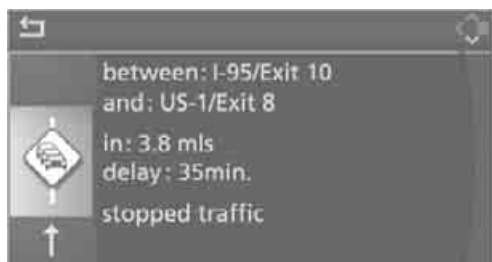 between: I-95/Exit 10
and: US-1/Exit 8
in: 3.8 mls
delay: 35min.
stopped traffic